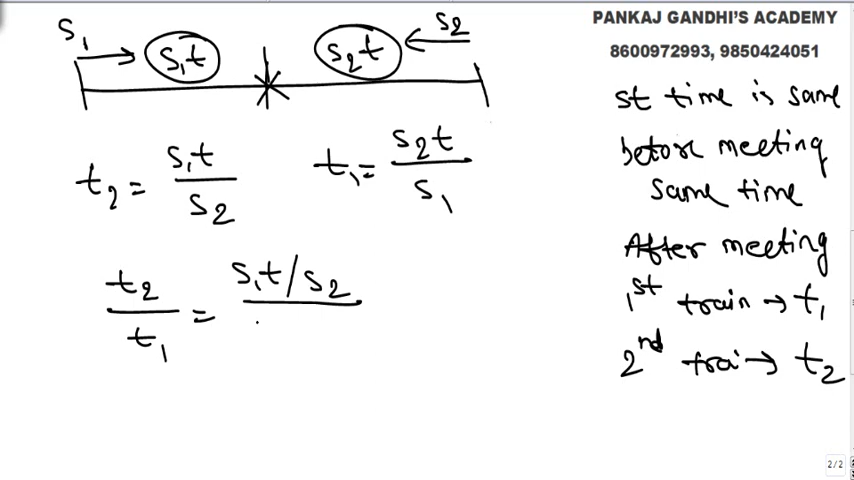 PANKAJ GANDHI'S ACADEMY
8600972993, 9850424051
S₁ → S₁t S₂t ← S₂
t₂ = S₁t / S₂ t₁ = S₂t / S₁
t₂ / t₁ = S₁t/S₂
st time is same
before meeting
same time
After meeting
1st train → t₁
2nd trai → t₂
2/2